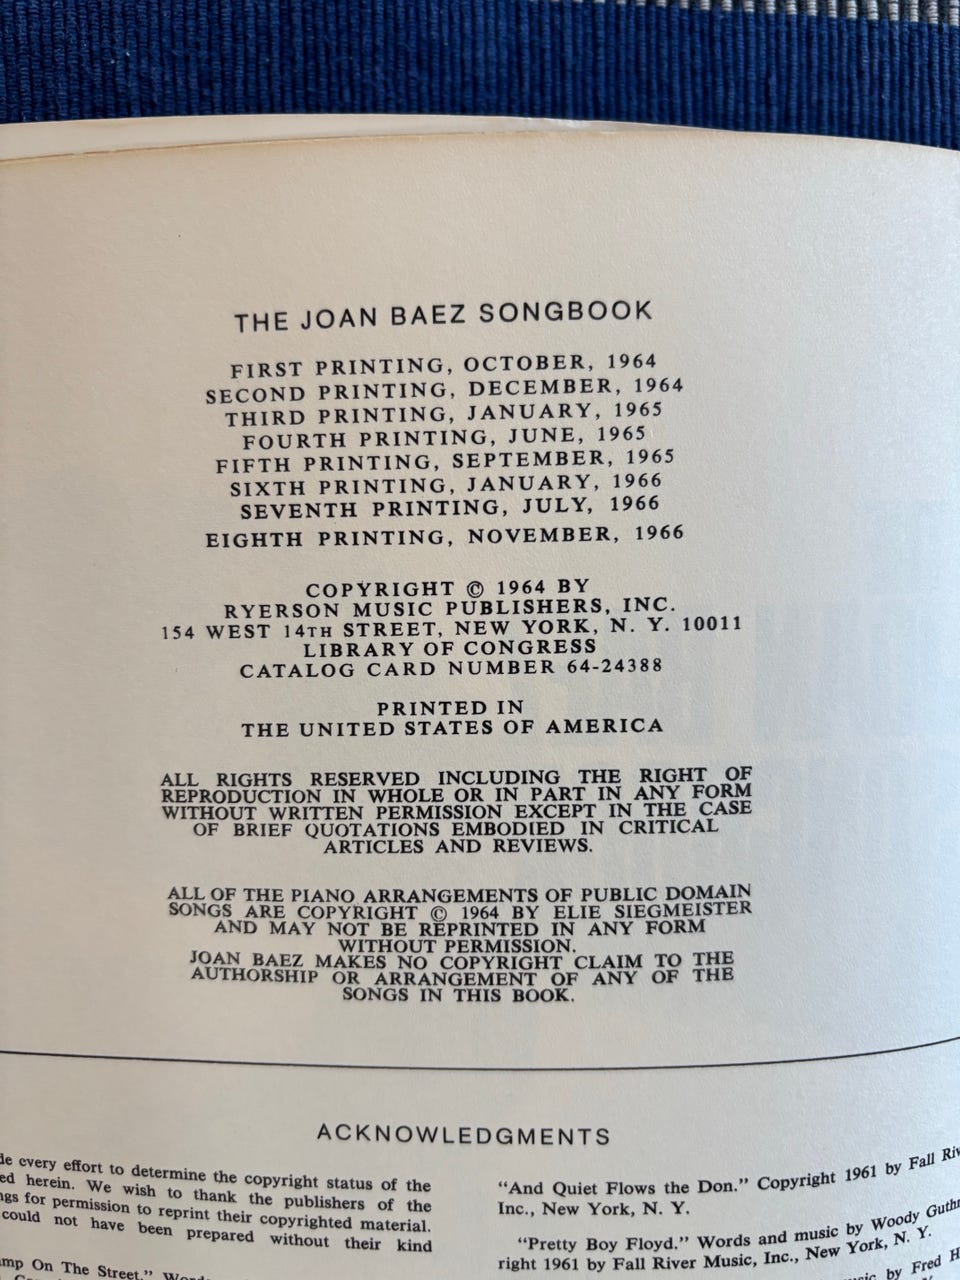 THE JOAN BAEZ SONGBOOK
FIRST PRINTING, OCTOBER, 1964
SECOND PRINTING, DECEMBER, 1964
THIRD PRINTING, JANUARY, 1965
FOURTH PRINTING, JUNE, 1965
FIFTH PRINTING, SEPTEMBER, 1965
SIXTH PRINTING, JANUARY, 1966
SEVENTH PRINTING, JULY, 1966
EIGHTH PRINTING, NOVEMBER, 1966
COPYRIGHT © 1964 BY
RYERSON MUSIC PUBLISHERS, INC.
154 WEST 14TH STREET, NEW YORK, N. Y. 10011
LIBRARY OF CONGRESS
CATALOG CARD NUMBER 64-24388
PRINTED IN
THE UNITED STATES OF AMERICA
ALL RIGHTS RESERVED INCLUDING THE RIGHT OF
REPRODUCTION IN WHOLE OR IN PART IN ANY FORM
WITHOUT WRITTEN PERMISSION EXCEPT IN THE CASE
OF BRIEF QUOTATIONS EMBODIED IN CRITICAL
ARTICLES AND REVIEWS.
ALL OF THE PIANO ARRANGEMENTS OF PUBLIC DOMAIN
SONGS ARE COPYRIGHT © 1964 BY ELIE SIEGMEISTER
AND MAY NOT BE REPRINTED IN ANY FORM
WITHOUT PERMISSION.
JOAN BAEZ MAKES NO COPYRIGHT CLAIM TO THE
AUTHORSHIP OR ARRANGEMENT OF ANY OF THE
SONGS IN THIS BOOK.
ACKNOWLEDGMENTS
every effort to determine the copyright status of the
herein. We wish to thank the publishers of the
for permission to reprint their copyrighted material.
could not have been prepared without their kind
On The Street."
"And Quiet Flows the Don." Copyright 1961 by Fall
Inc., New York, N. Y.
"Pretty Boy Floyd." Words and music by Woody
right 1961 by Fall River Music, Inc., New York, N. Y.
by Fred